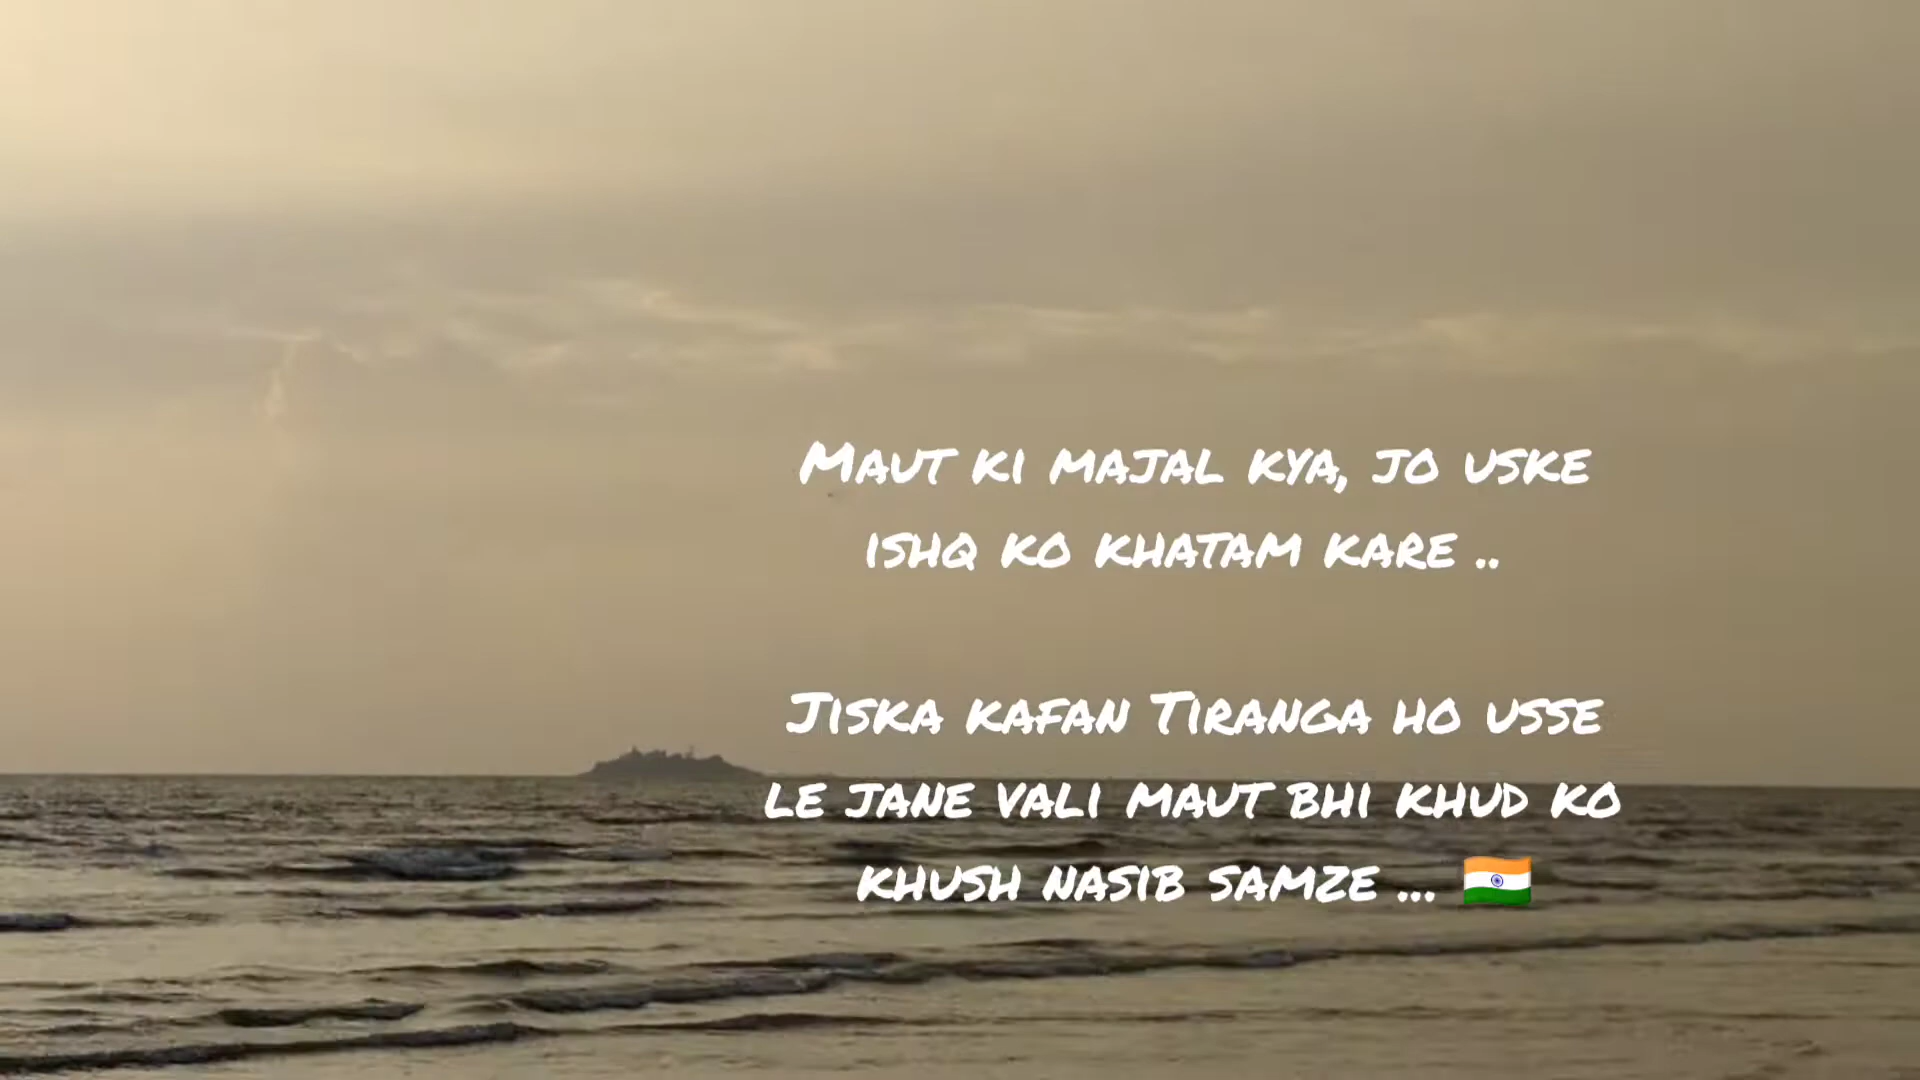 Maut ki majal kya, jo uske
ishq ko khatam kare ..
Jiska kafan Tiranga ho usse
le jane vali maut bhi khud ko
khush nasib samze ... 🇮🇳